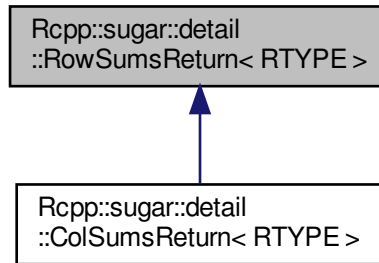 Rcpp::sugar::detail
::RowSumsReturn< RTYPE >
Rcpp::sugar::detail
::ColSumsReturn< RTYPE >